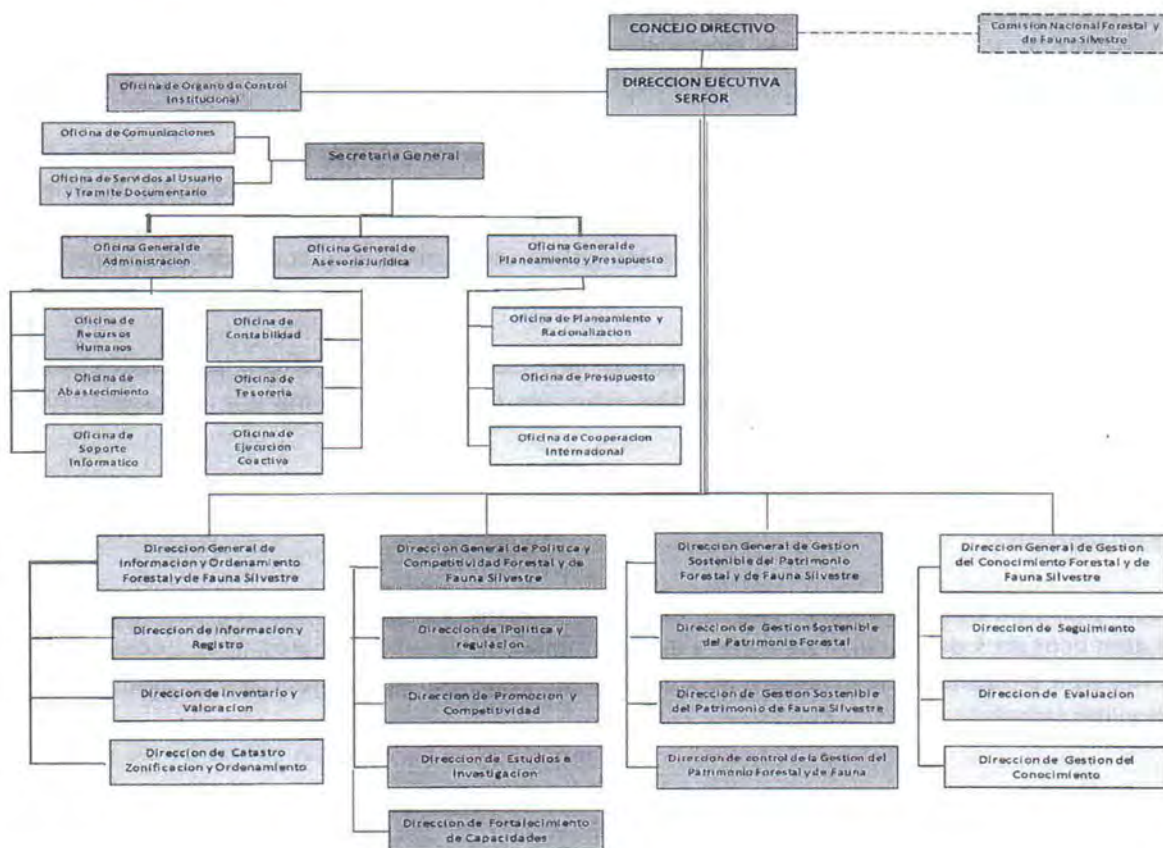 CONCEJO DIRECTIVO
Comision Nacional Forestal y
de Fauna Silvestre
Oficina de Organo de Control
Institucional
DIRECCION EJECUTIVA
SERFOR
Oficina de Comunicaciones
Secretaria General
Oficina de Servicios al Usuario
y Tramite Documentario
Oficina General de
Administracion
Oficina General de
Asesoria Juridica
Oficina General de
Planeamiento y Presupuesto
Oficina de
Recursos
Humanos
Oficina de
Contabilidad
Oficina de Planeamiento y
Racionalizacion
Oficina de
Abastecimiento
Oficina de
Tesoreria
Oficina de Presupuesto
Oficina de
Soporte
Informatico
Oficina de
Ejecucion
Coactiva
Oficina de Cooperacion
Internacional
Direccion General de
Informacion y Ordenamiento
Forestal y de Fauna Silvestre
Direccion General de Politica y
Competitividad Forestal y de
Fauna Silvestre
Direccion General de Gestion
Sostenible del Patrimonio
Forestal y de Fauna Silvestre
Direccion General de Gestion
del Conocimiento Forestal y de
Fauna Silvestre
Direccion de Informacion y
Registro
Direccion de lPolitica y
regulacion
Direccion de Gestion Sostenible
del Patrimonio Forestal
Direccion de Seguimiento
Direccion de Inventario y
Valoracion
Direccion de Promocion y
Competitividad
Direccion de Gestion Sostenible
del Patrimonio de Fauna Silvestre
Direccion de Evaluacion
Direccion de Catastro
Zonificacion y Ordenamiento
Direccion de Estudios e
Investigacion
Direccion de control de la Gestion del
Patrimonio Forestal y de Fauna
Direccion de Gestion del
Conocimiento
Direccion de Fortalecimiento
de Capacidades